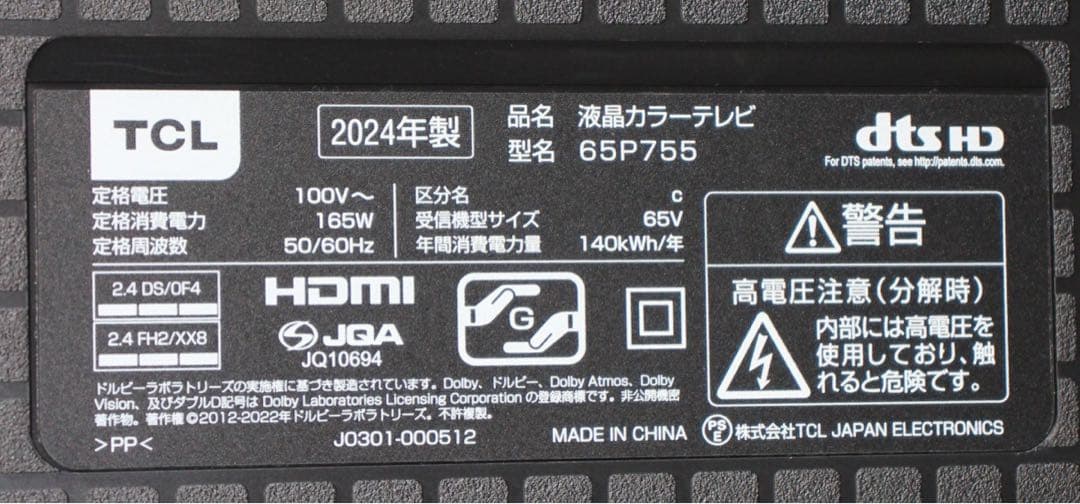 TCL
2024年製
品名 液晶カラーテレビ
型名 65P755
dts HD
For DTS patents, see http://patents.dts.com.
定格電圧 100V～
定格消費電力 165W
定格周波数 50/60Hz
区分名 c
受信機型サイズ 65V
年間消費電力量 140kWh/年
2.4 DS/OF4
2.4 FH2/XX8
HDMI
JQA
JQ10694
G
警告
高電圧注意(分解時)
内部には高電圧を
使用しており、触
れると危険です。
ドルビーラボラトリーズの実施権に基づき製造されています。Dolby、ドルビー、Dolby Atmos、Dolby
Vision、及びダブルD記号は Dolby Laboratories Licensing Corporation の登録商標です。非公開機密
著作物。著作権 ©2012-2022年ドルビーラボラトリーズ。不許複製。
>PP<
J0301-000512
MADE IN CHINA
PSE 株式会社TCL JAPAN ELECTRONICS